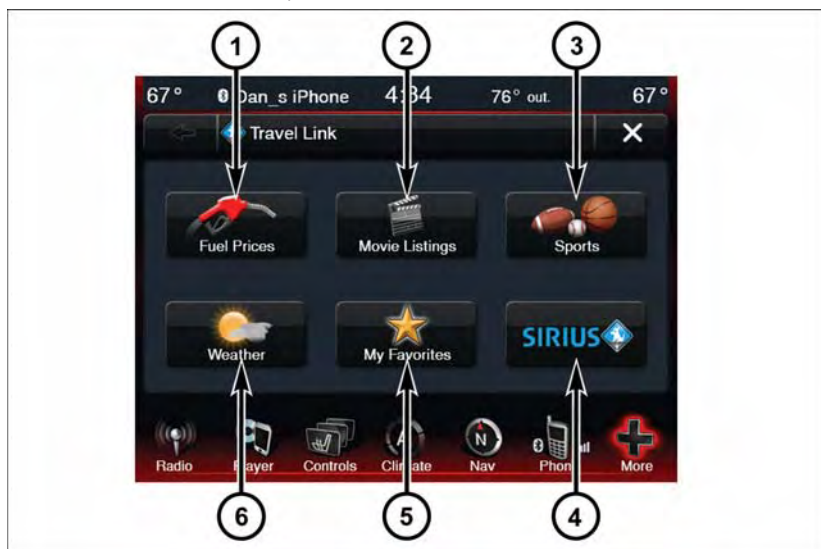 1 2 3
67° Dan_s iPhone 4:34 76° out. 67°
Travel Link
Fuel Prices Movie Listings Sports
Weather My Favorites SIRIUS
N
Radio Player Controls Climate Nav Phone More
6 5 4